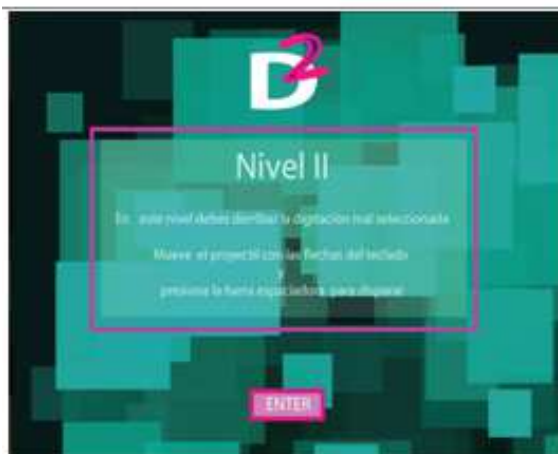 D2
Nivel II
En este nivel debes derribar la digitación mal seleccionada
Mueve el proyectil con las flechas del teclado
y
presiona la barra espaciadora para disparar
ENTER